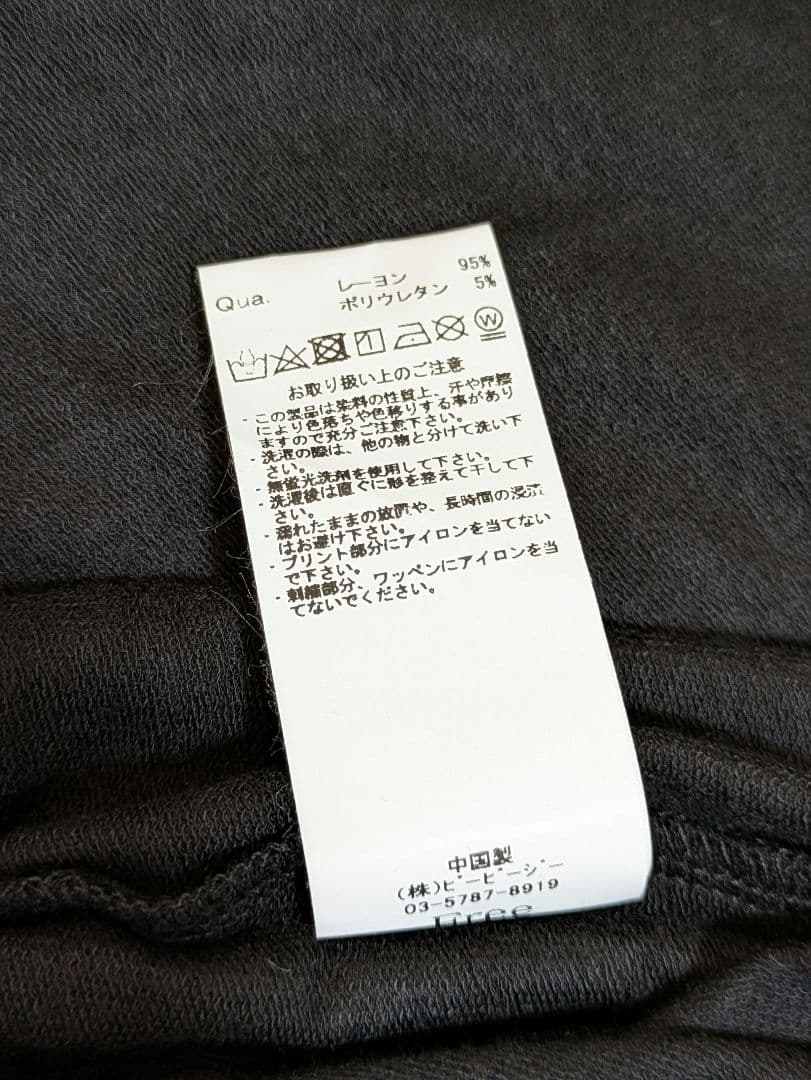 Qua. レーヨン 95%
ポリウレタン 5%
W
お取り扱い上のご注意
・この製品は染料の性質上、汗や摩擦
により色落ちや色移りする事があり
ますので充分ご注意下さい。
・洗濯の際は、他の物と分けて洗い下
さい。
・無蛍光洗剤を使用して下さい。
・洗濯後は直ぐに形を整えて干して下
さい。
・濡れたままの放置や、長時間の浸漬
はお避け下さい。
・プリント部分にアイロンを当てない
で下さい。
・刺繍部分、ワッペンにアイロンを当
てないでください。
中国製
(株)ビーピーシー
03-5787-8919
Free